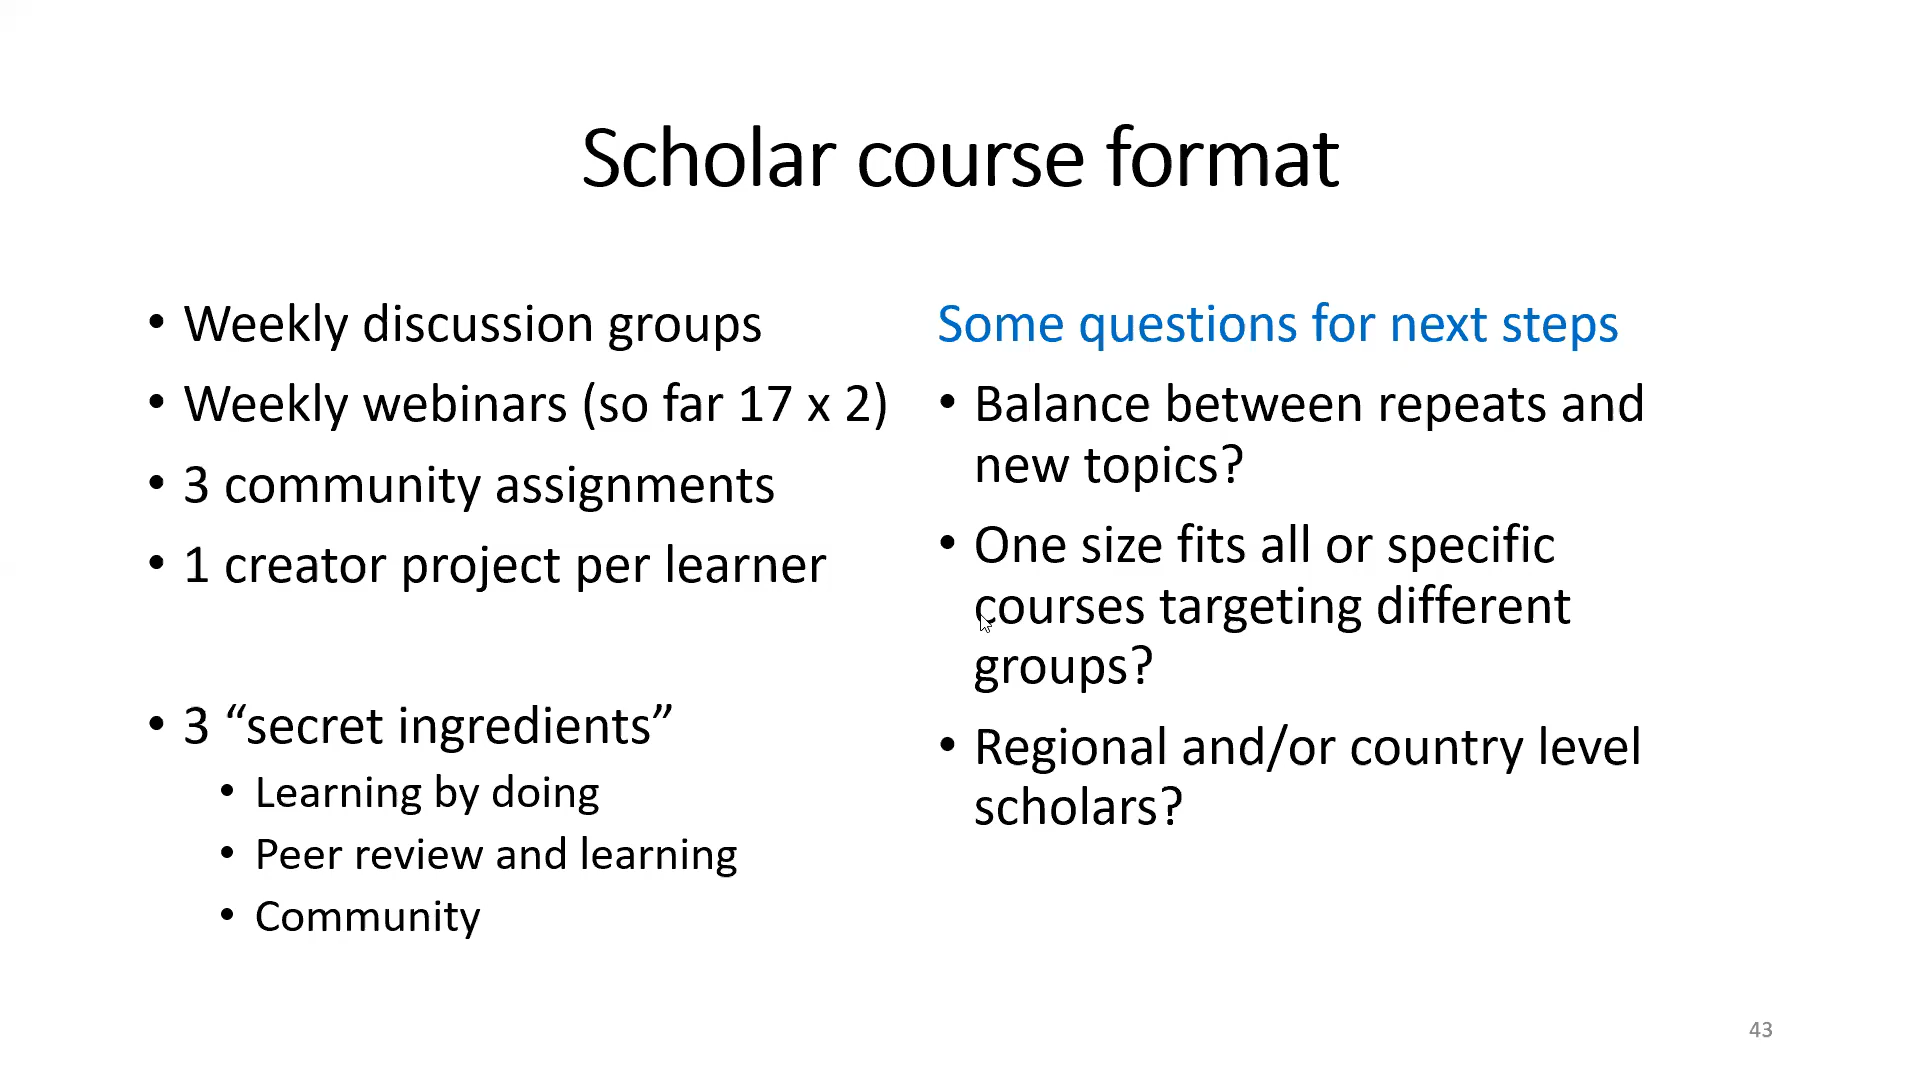 Scholar course format
• Weekly discussion groups
• Weekly webinars (so far 17 x 2)
• 3 community assignments
• 1 creator project per learner
• 3 “secret ingredients”
• Learning by doing
• Peer review and learning
• Community
Some questions for next steps
• Balance between repeats and
new topics?
• One size fits all or specific
courses targeting different
groups?
• Regional and/or country level
scholars?
43